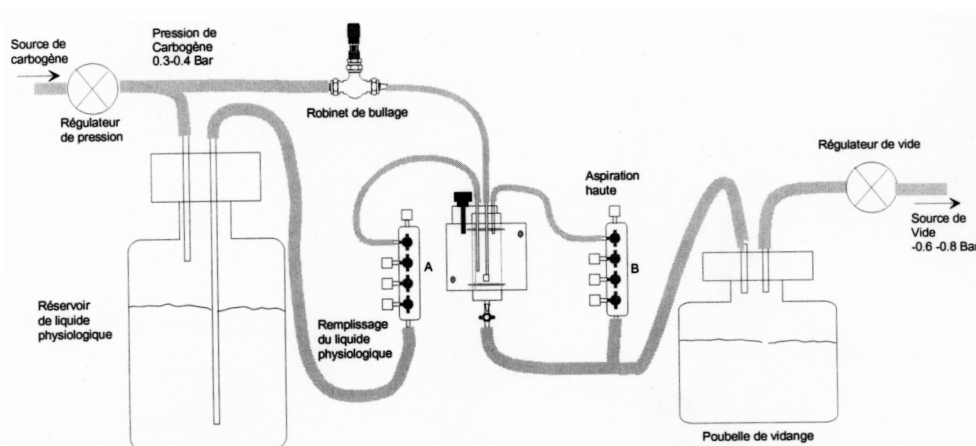 Source de
carbogène
Pression de
Carbogène
0.3-0.4 Bar
Régulateur
de pression
Robinet de bullage
Aspiration
haute
Régulateur de vide
Source de
Vide
-0.6 -0.8 Bar
A
B
Réservoir
de liquide
physiologique
Remplissage
du liquide
physiologique
Poubelle de vidange